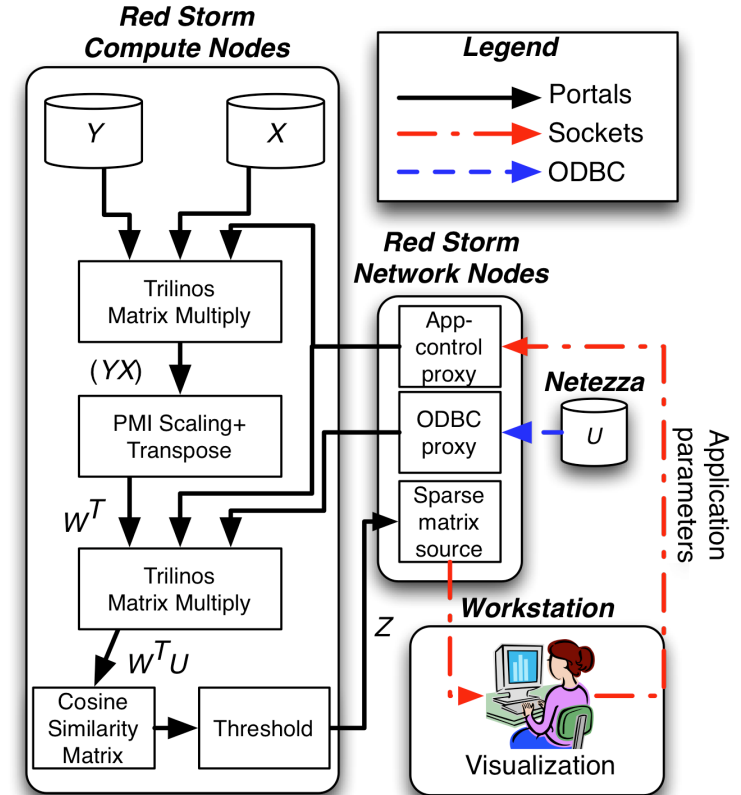 Red Storm
Compute Nodes
Y
X
Legend
Portals
Sockets
ODBC
Trilinos
Matrix Multiply
(YX)
PMI Scaling+
Transpose
W^T
Trilinos
Matrix Multiply
W^TU
Cosine
Similarity
Matrix
Threshold
Z
Red Storm
Network Nodes
App-
control
proxy
ODBC
proxy
Sparse
matrix
source
Netezza
U
Application
parameters
Workstation
Visualization